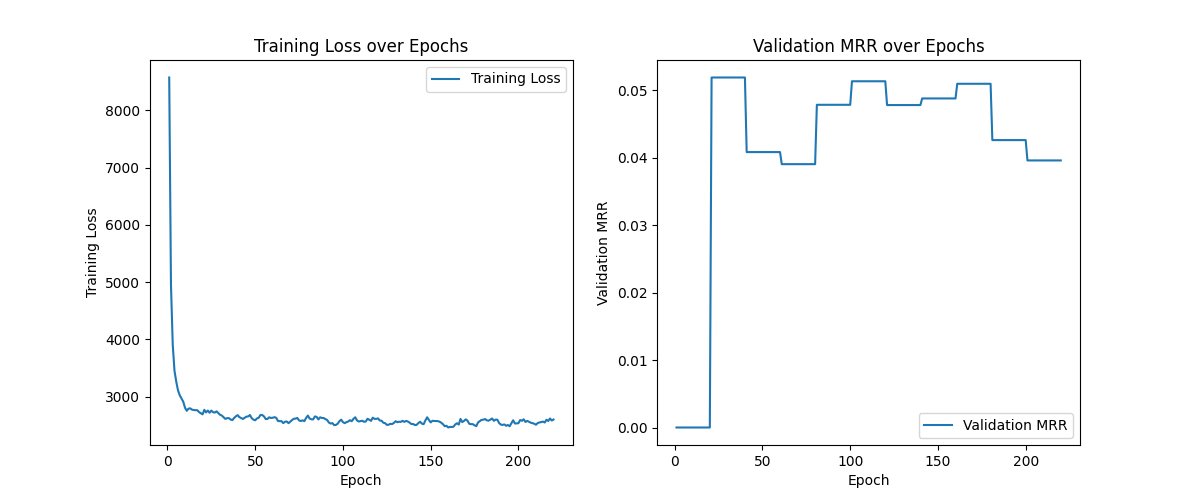 Training Loss over Epochs
Training Loss
8000
7000
6000
5000
4000
3000
Training Loss
0
50
100
150
200
Epoch
Validation MRR over Epochs
0.05
0.04
0.03
0.02
0.01
0.00
Validation MRR
Validation MRR
0
50
100
150
200
Epoch